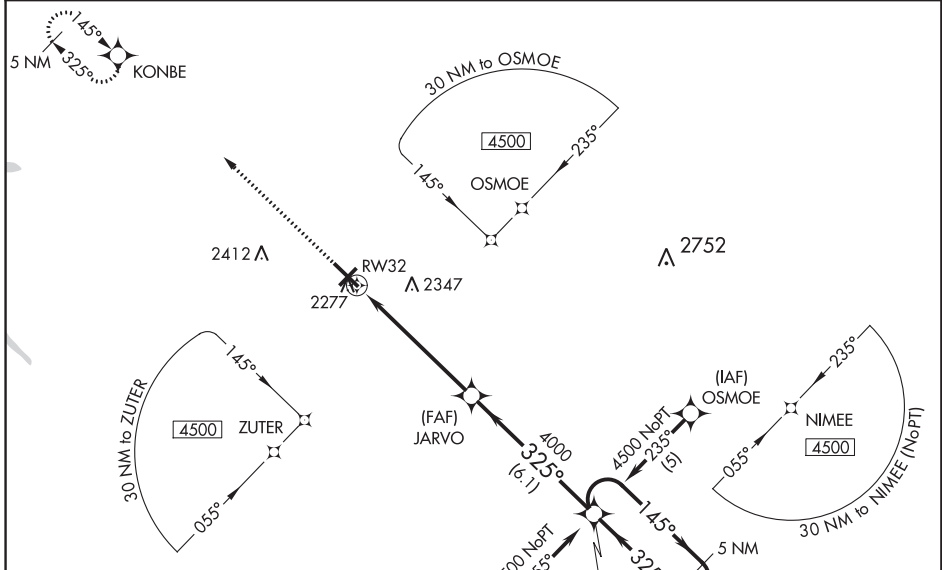 145°
5 NM
325°
KONBE
30 NM to OSMOE
4500
235°
145°
OSMOE
2412
2752
RW32
2277
2347
145°
235°
30 NM to ZUTER
4500
ZUTER
(IAF)
OSMOE
(FAF)
JARVO
4500 NoPT
235°
(5)
NIMEE
4500
4000
325°
(6.1)
055°
055°
145°
30 NM to NIMEE (NoPT)
5 NM
NoPT